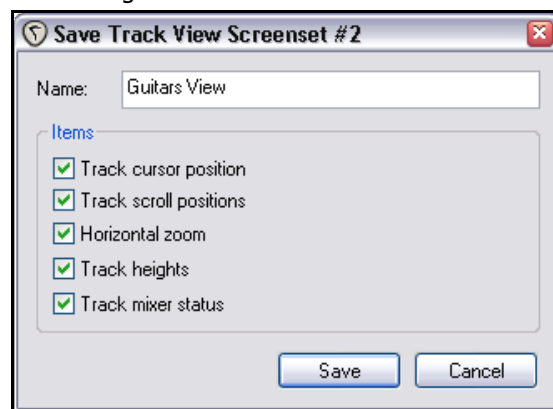 Save Track View Screenset #2
Name: Guitars View
Items
Track cursor position
Track scroll positions
Horizontal zoom
Track heights
Track mixer status
Save Cancel